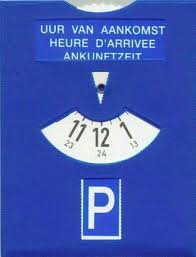 UUR VAN AANKOMST
HEURE D'ARRIVEE
ANKUNFTZEIT
11 12 1
23 24 13
P